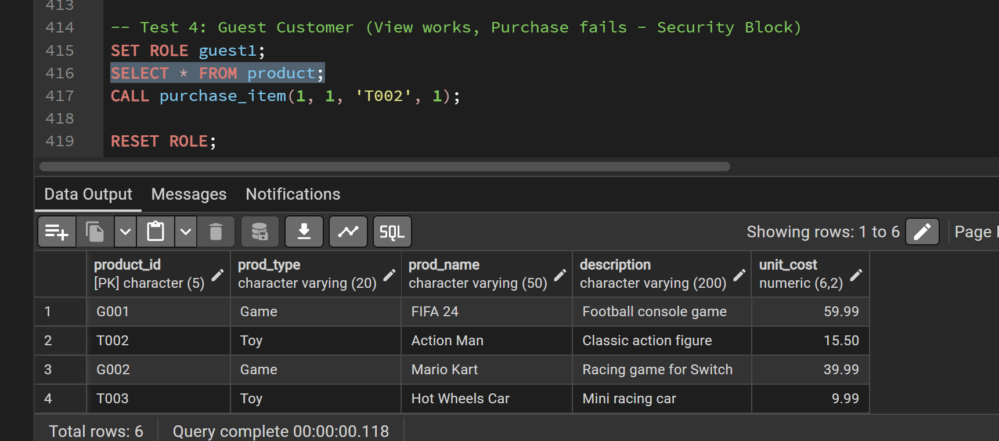 413
414 -- Test 4: Guest Customer (View works, Purchase fails - Security Block)
415 SET ROLE guest1;
416 SELECT * FROM product;
417 CALL purchase_item(1, 1, 'T002', 1);
418
419 RESET ROLE;
Data Output Messages Notifications
SQL Showing rows: 1 to 6 Page
product_id prod_type prod_name description unit_cost
[PK] character (5) character varying (20) character varying (50) character varying (200) numeric (6,2)
1 G001 Game FIFA 24 Football console game 59.99
2 T002 Toy Action Man Classic action figure 15.50
3 G002 Game Mario Kart Racing game for Switch 39.99
4 T003 Toy Hot Wheels Car Mini racing car 9.99
Total rows: 6 Query complete 00:00:00.118